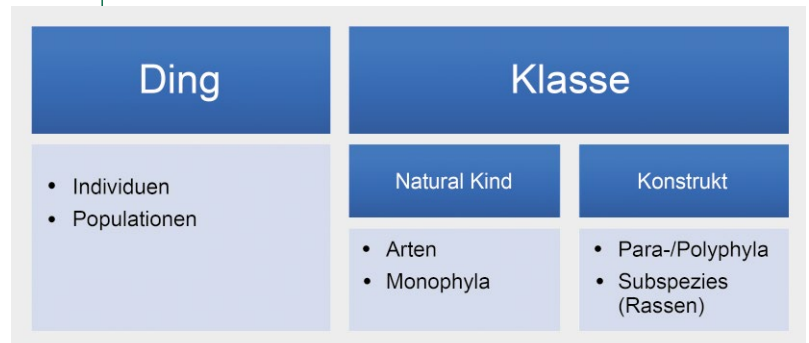 Ding
Klasse
• Individuen
• Populationen
Natural Kind
Konstrukt
• Arten
• Monophyla
• Para-/Polyphyla
• Subspezies
(Rassen)